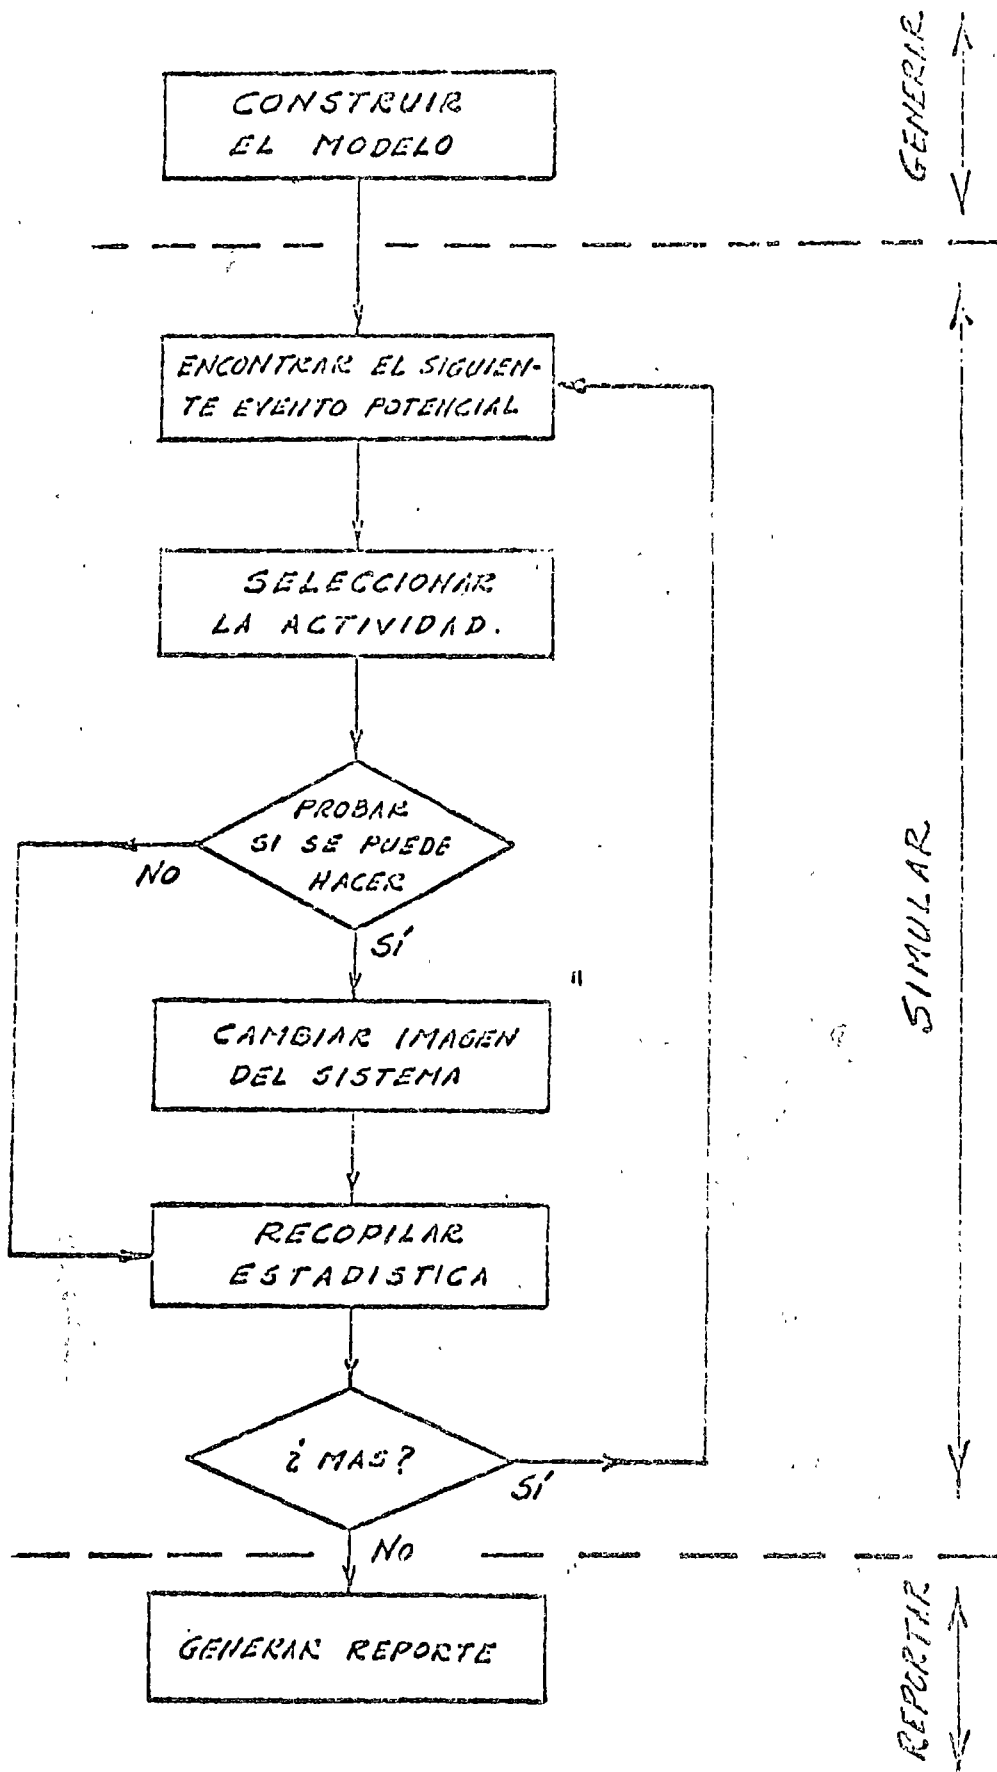 CONSTRUIR
EL MODELO
GENERAR
ENCONTRAR EL SIGUIEN-
TE EVENTO POTENCIAL
SELECCIONAR
LA ACTIVIDAD.
PROBAR
SI SE PUEDE
HACER
NO
SÍ
SIMULAR
CAMBIAR IMAGEN
DEL SISTEMA
RECOPILAR
ESTADISTICA
¿MAS?
SÍ
NO
GENERAR REPORTE
REPORTAR